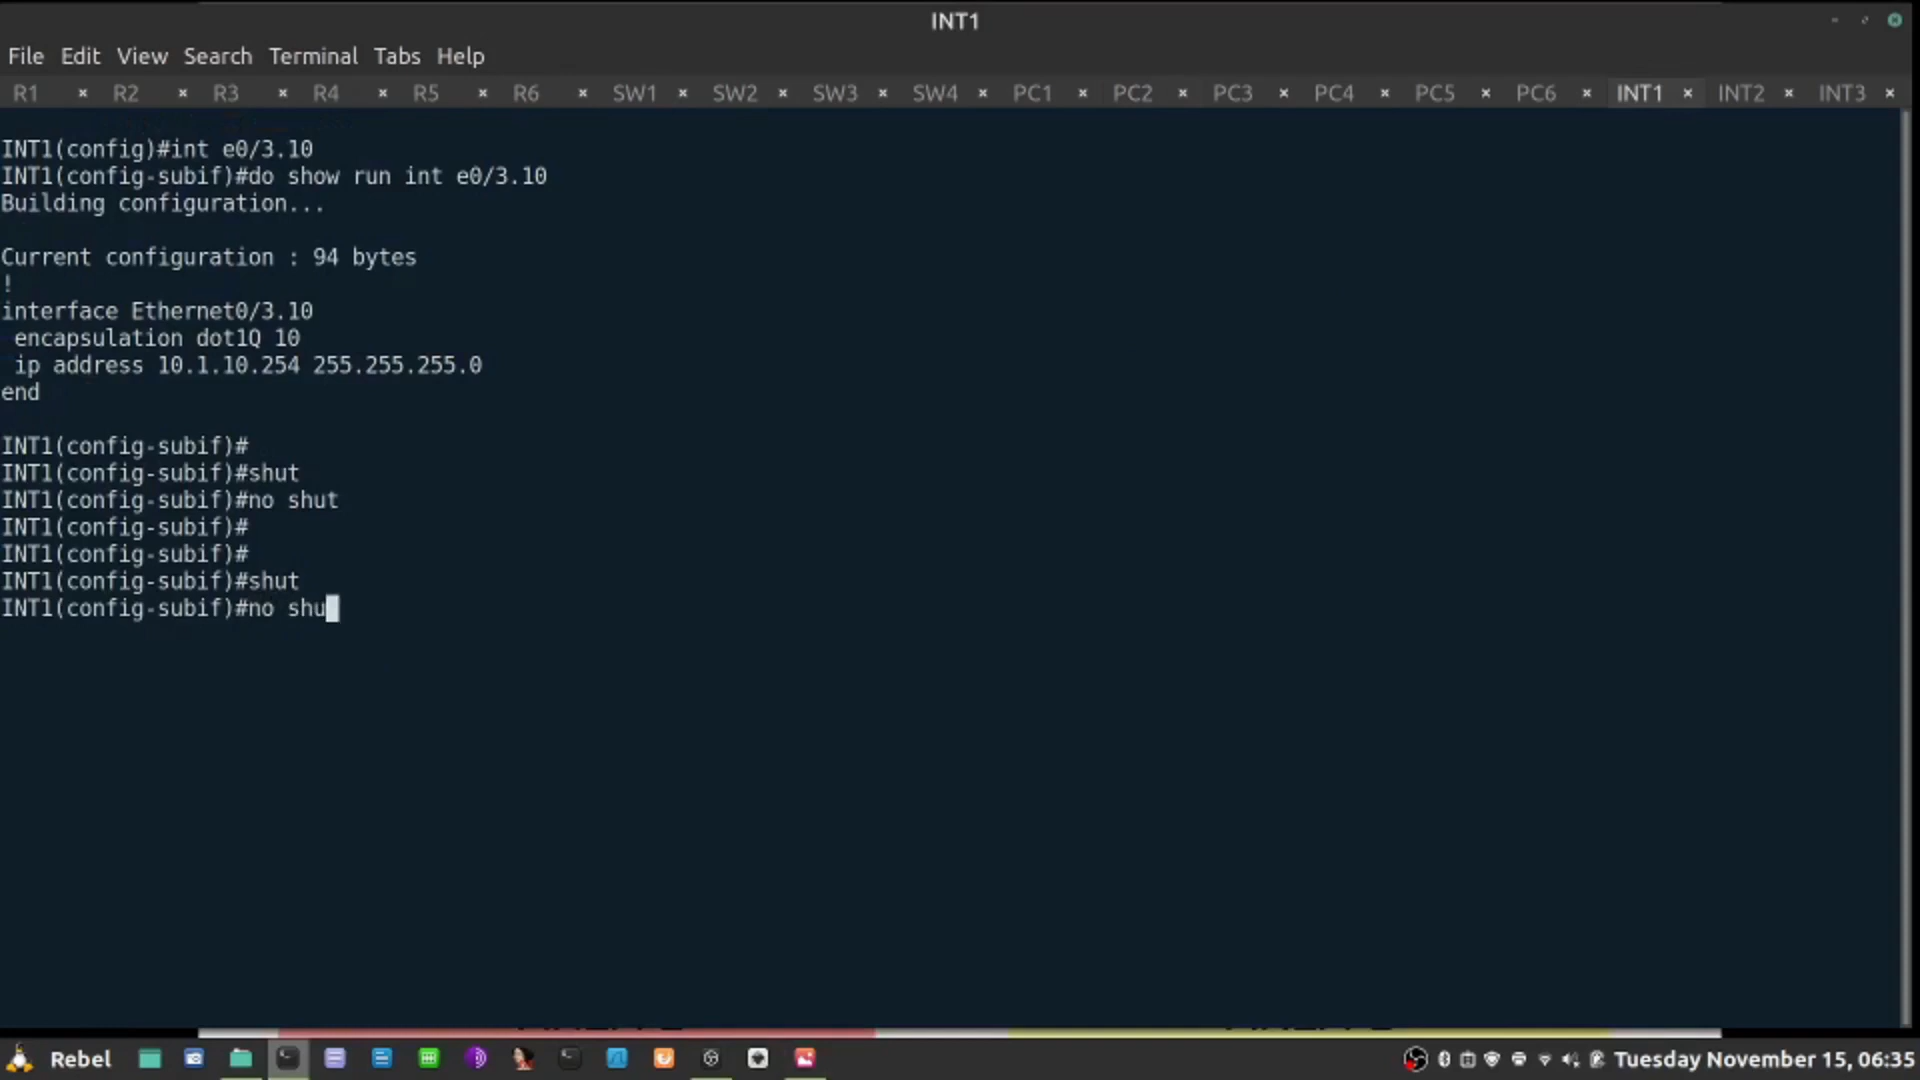 INT1
File Edit View Search Terminal Tabs Help
R1 × R2 × R3 × R4 × R5 × R6 × SW1 × SW2 × SW3 × SW4 × PC1 × PC2 × PC3 × PC4 × PC5 × PC6 × INT1 × INT2 × INT3 ×
INT1(config)#int e0/3.10
INT1(config-subif)#do show run int e0/3.10
Building configuration...
Current configuration : 94 bytes
!
interface Ethernet0/3.10
encapsulation dot1Q 10
ip address 10.1.10.254 255.255.255.0
end
INT1(config-subif)#
INT1(config-subif)#shut
INT1(config-subif)#no shut
INT1(config-subif)#
INT1(config-subif)#
INT1(config-subif)#shut
INT1(config-subif)#no shu
Rebel
Tuesday November 15, 06:35